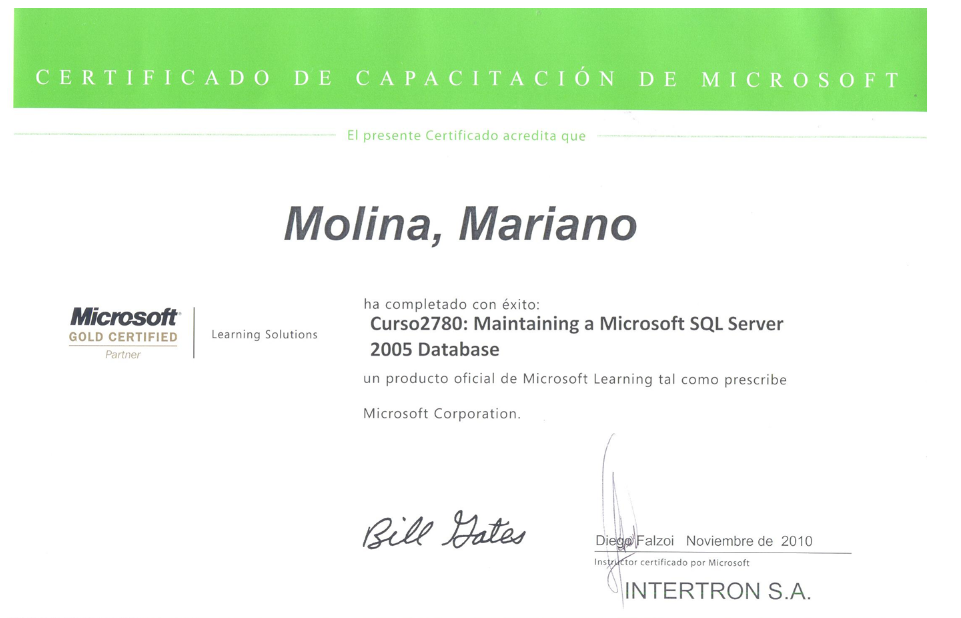 CERTIFICADO DE CAPACITACIÓN DE MICROSOFT
El presente Certificado acredita que
Molina, Mariano
Microsoft
GOLD CERTIFIED
Partner
Learning Solutions
ha completado con éxito:
Curso2780: Maintaining a Microsoft SQL Server
2005 Database
un producto oficial de Microsoft Learning tal como prescribe
Microsoft Corporation.
Bill Gates
Diego Falzoi Noviembre de 2010
Instructor certificado por Microsoft
INTERTRON S.A.